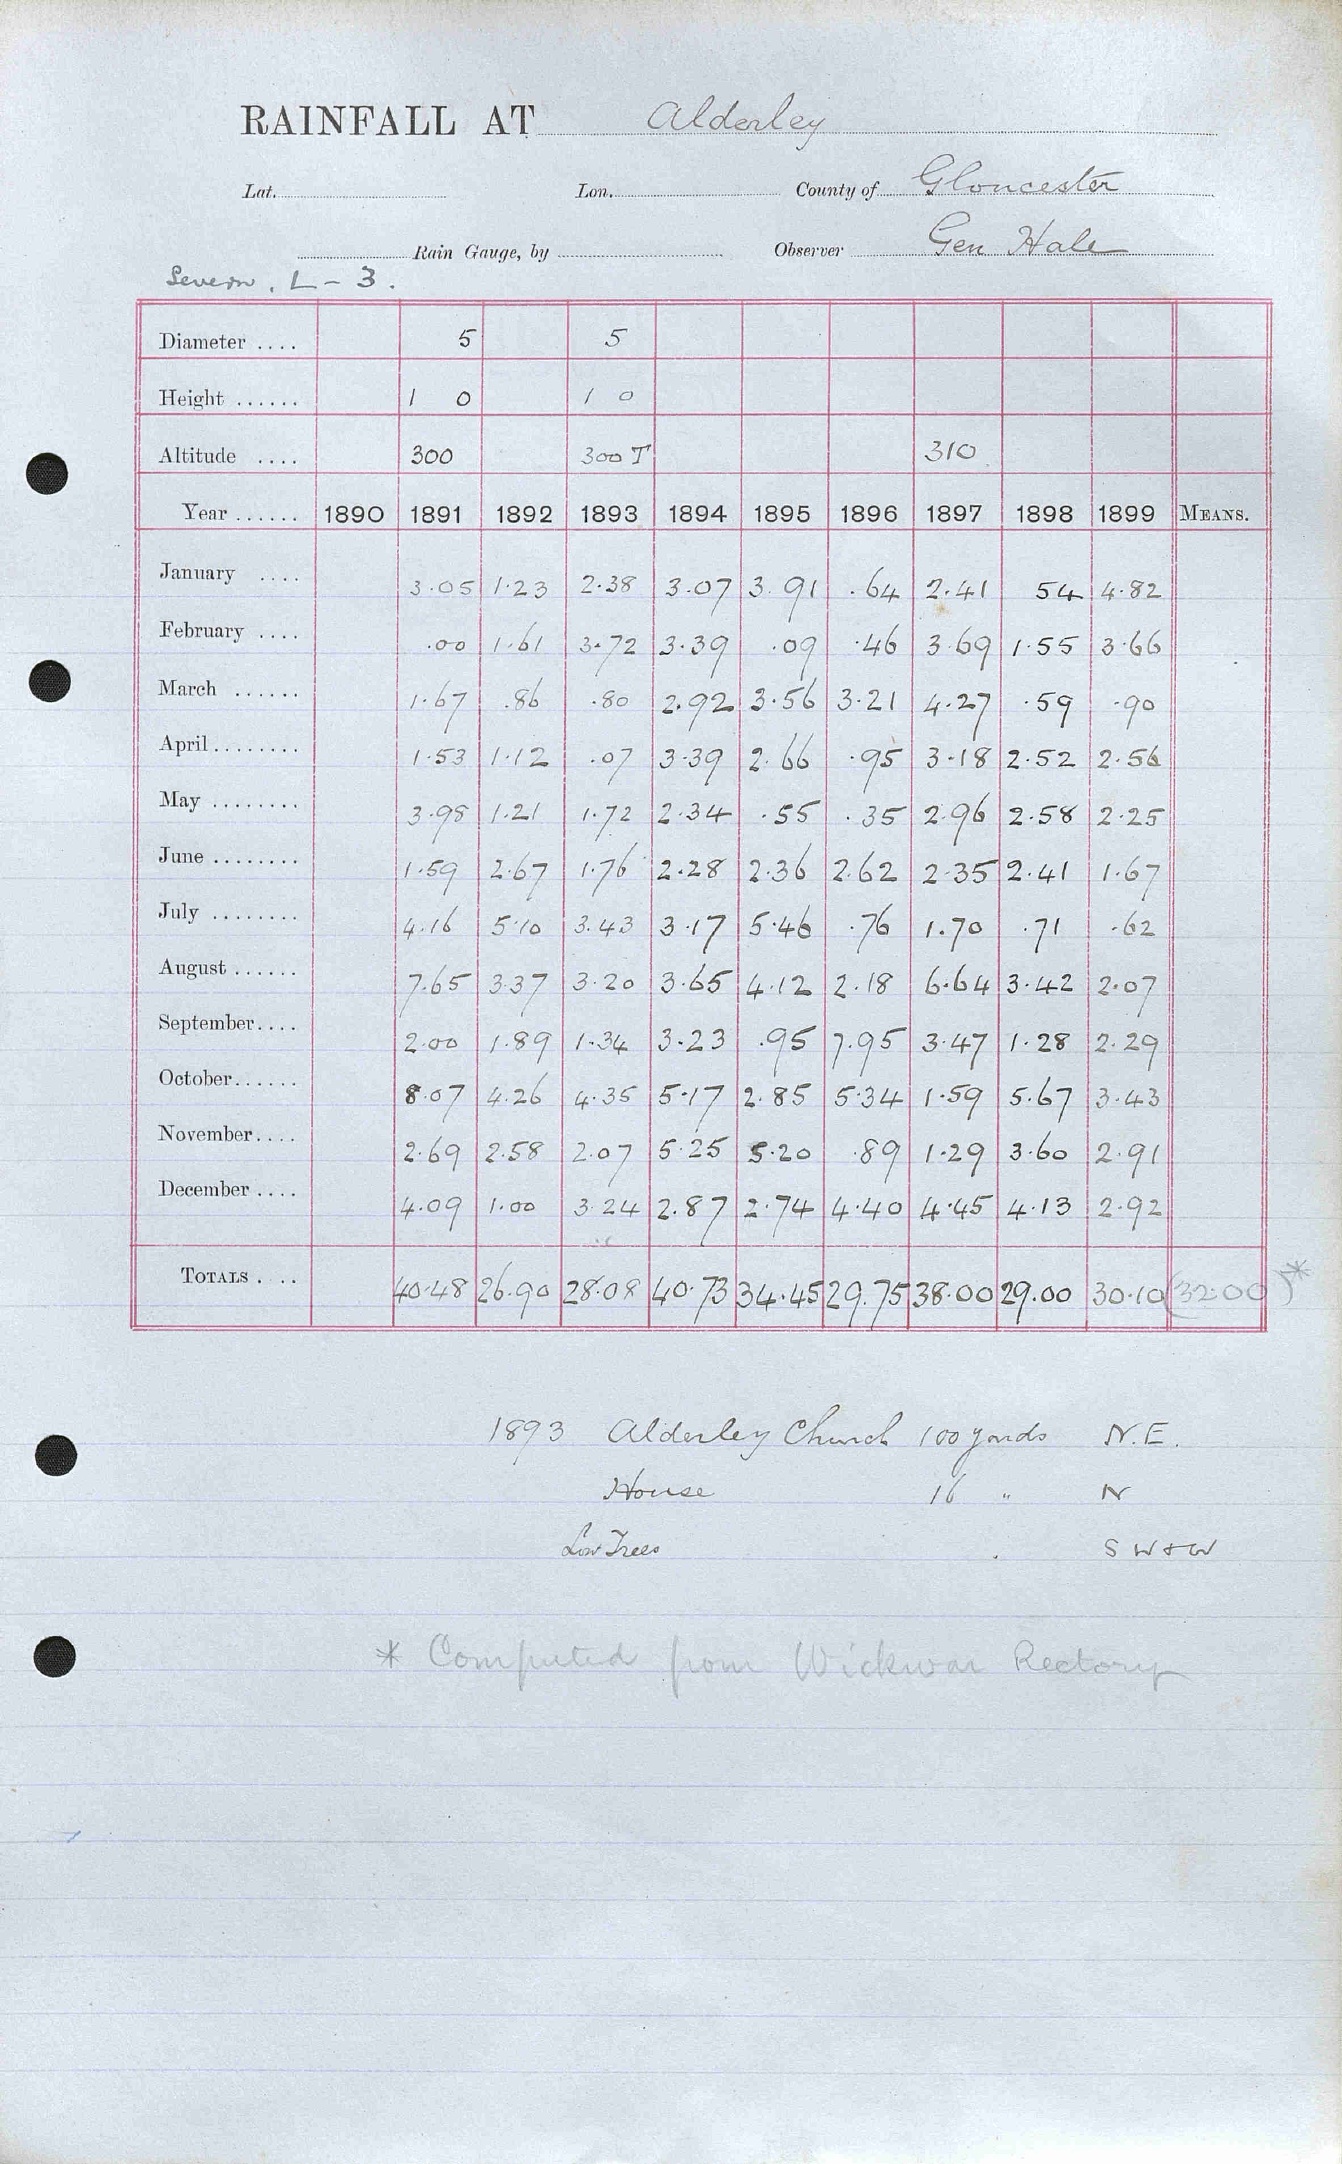 RAINFALL AT Alderley
Lat. Lon. County of Gloucester
Rain Gauge, by Observer Gen Hale
Severn. L - 3.
Diameter .... 5 5
Height ...... 1 0 1 0
Altitude .... 300 300 T 310
Year ...... 1890 1891 1892 1893 1894 1895 1896 1897 1898 1899 MEANS.
January .... 3.05 1.23 2.38 3.07 3.91 .64 2.41 54 4.82
February .... .00 1.61 3.72 3.39 .09 .46 3.69 1.55 3.66
March ...... 1.67 .86 .80 2.92 3.56 3.21 4.27 .59 .90
April........ 1.53 1.12 .07 3.39 2.66 .95 3.18 2.52 2.56
May ........ 3.98 1.21 1.72 2.34 .55 .35 2.96 2.58 2.25
June ........ 1.59 2.67 1.76 2.28 2.36 2.62 2.35 2.41 1.67
July ........ 4.16 5.10 3.43 3.17 5.46 .76 1.70 .71 .62
August ...... 7.65 3.37 3.20 3.65 4.12 2.18 6.64 3.42 2.07
September.... 2.00 1.89 1.34 3.23 .95 7.95 3.47 1.28 2.29
October...... 8.07 4.26 4.35 5.17 2.85 5.34 1.59 5.67 3.43
November.... 2.69 2.58 2.07 5.25 5.20 .89 1.29 3.60 2.91
December .... 4.09 1.00 3.24 2.87 2.74 4.40 4.45 4.13 2.92
TOTALS .... 40.48 26.90 28.08 40.73 34.45 29.75 38.00 29.00 30.10 (32.00)*
1893 Alderley Church 100 yards N.E.
House 16 " N
Low Trees S W & W
* Computed from Wickwar Rectory